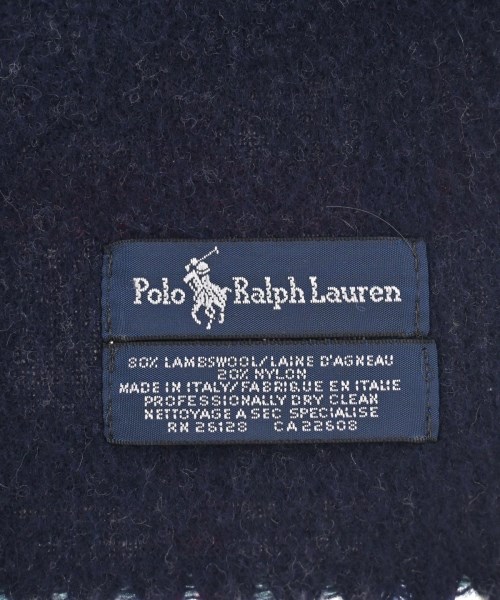 Polo Ralph Lauren
80% LAMBSWOOL/LAINE D'AGNEAU
20% NYLON
MADE IN ITALY/FABRIQUE EN ITALIE
PROFESSIONALLY DRY CLEAN
NETTOYAGE A SEC SPECIALISE
RN 26128 CA 22608